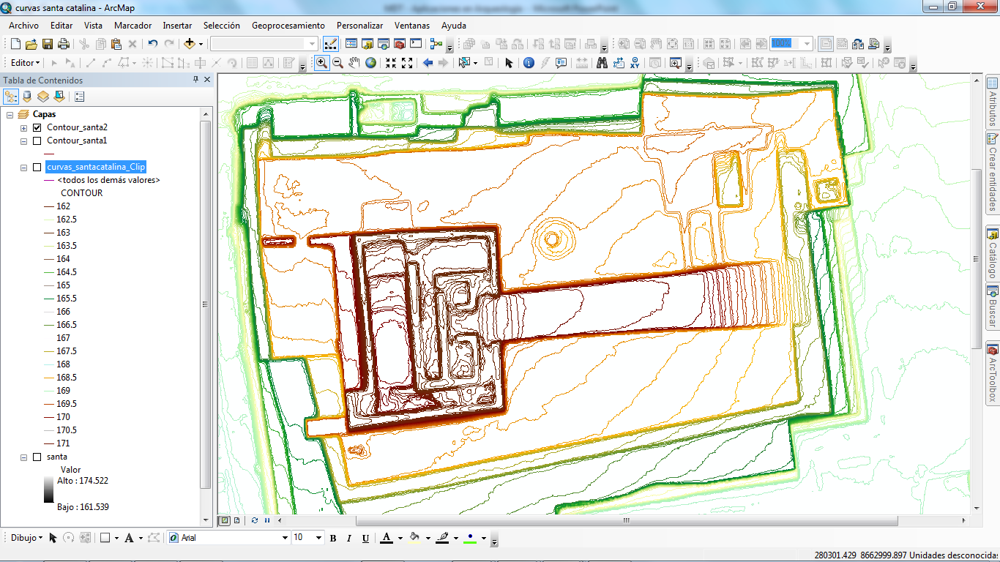 curvas santa catalina - ArcMap
Archivo Editar Vista Marcador Insertar Selección Geoprocesamiento Personalizar Ventanas Ayuda
100%
Editor
Tabla de Contenidos
Capas
Contour_santa2
Contour_santa1
curvas_santacatalina_Clip
<todos los demás valores>
CONTOUR
162
162.5
163
163.5
164
164.5
165
165.5
166
166.5
167
167.5
168
168.5
169
169.5
170
170.5
171
santa
Valor
Alto : 174.522
Bajo : 161.539
Atributos
Crear entidades
Catálogo
Buscar
ArcToolbox
Dibujo
A
Arial
10
B I U A
280301.429 8662999.897 Unidades desconocidas